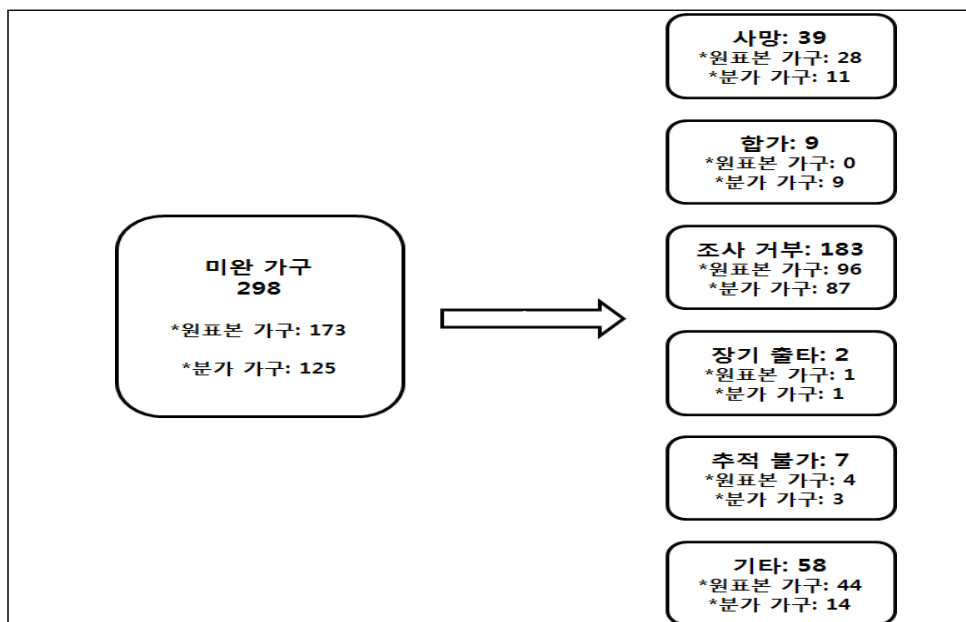 미완 가구
298
*원표본 가구: 173
*분가 가구: 125
사망: 39
*원표본 가구: 28
*분가 가구: 11
합가: 9
*원표본 가구: 0
*분가 가구: 9
조사 거부: 183
*원표본 가구: 96
*분가 가구: 87
장기 출타: 2
*원표본 가구: 1
*분가 가구: 1
추적 불가: 7
*원표본 가구: 4
*분가 가구: 3
기타: 58
*원표본 가구: 44
*분가 가구: 14